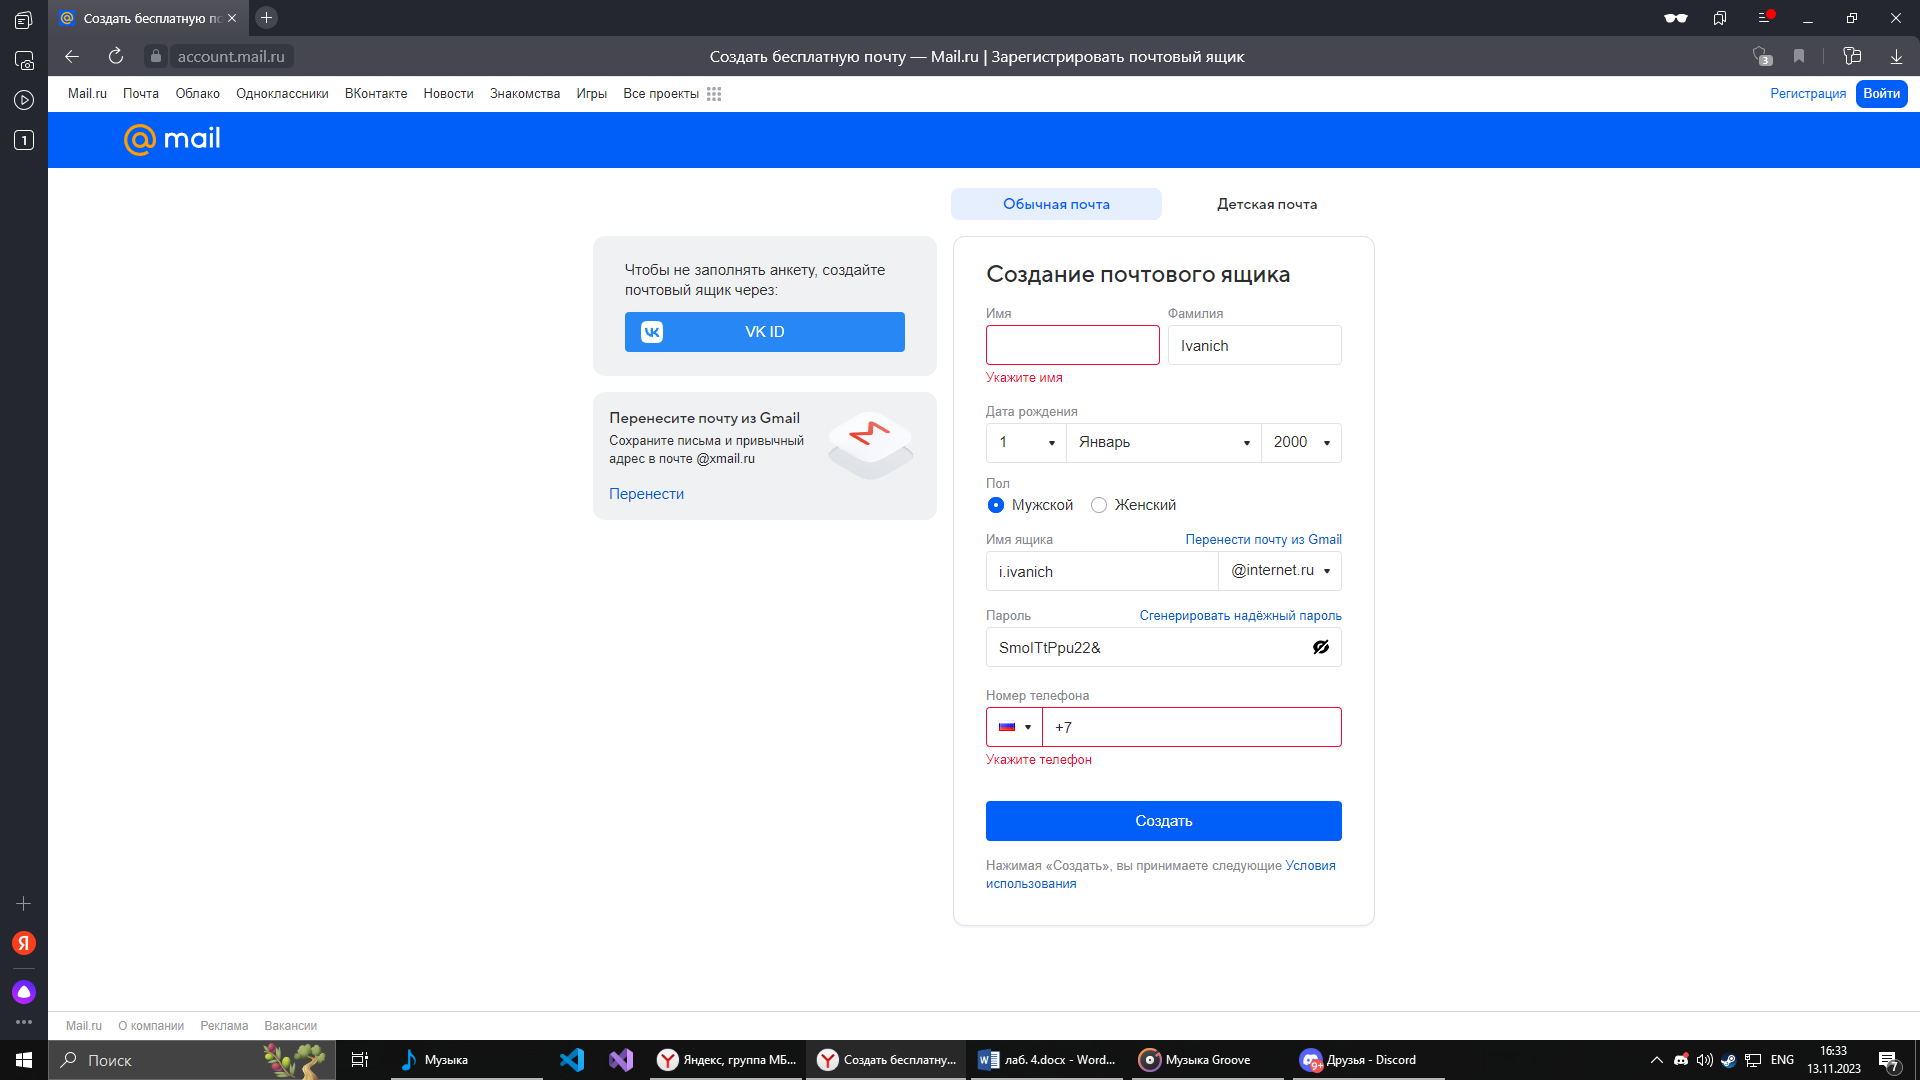 Создать бесплатную по
account.mail.ru
Создать бесплатную почту — Mail.ru | Зарегистрировать почтовый ящик
3
1
Mail.ru Почта Облако Одноклассники ВКонтакте Новости Знакомства Игры Все проекты
Регистрация Войти
@mail
Обычная почта Детская почта
Чтобы не заполнять анкету, создайте
почтовый ящик через:
VK ID
Перенесите почту из Gmail
Сохраните письма и привычный
адрес в почте @xmail.ru
Перенести
Создание почтового ящика
Имя Фамилия
Ivanich
Укажите имя
Дата рождения
1 Январь 2000
Пол
Мужской Женский
Имя ящика Перенести почту из Gmail
i.ivanich @internet.ru
Пароль Сгенерировать надёжный пароль
SmoITtPpu22&
Номер телефона
+7
Укажите телефон
Создать
Нажимая «Создать», вы принимаете следующие Условия
использования
Я
Mail.ru О компании Реклама Вакансии
Поиск
Музыка
Яндекс, группа МБ...
Создать бесплатну...
лаб. 4.docx - Word...
Музыка Groove
9+ Друзья - Discord
ENG
16:33
13.11.2023
7